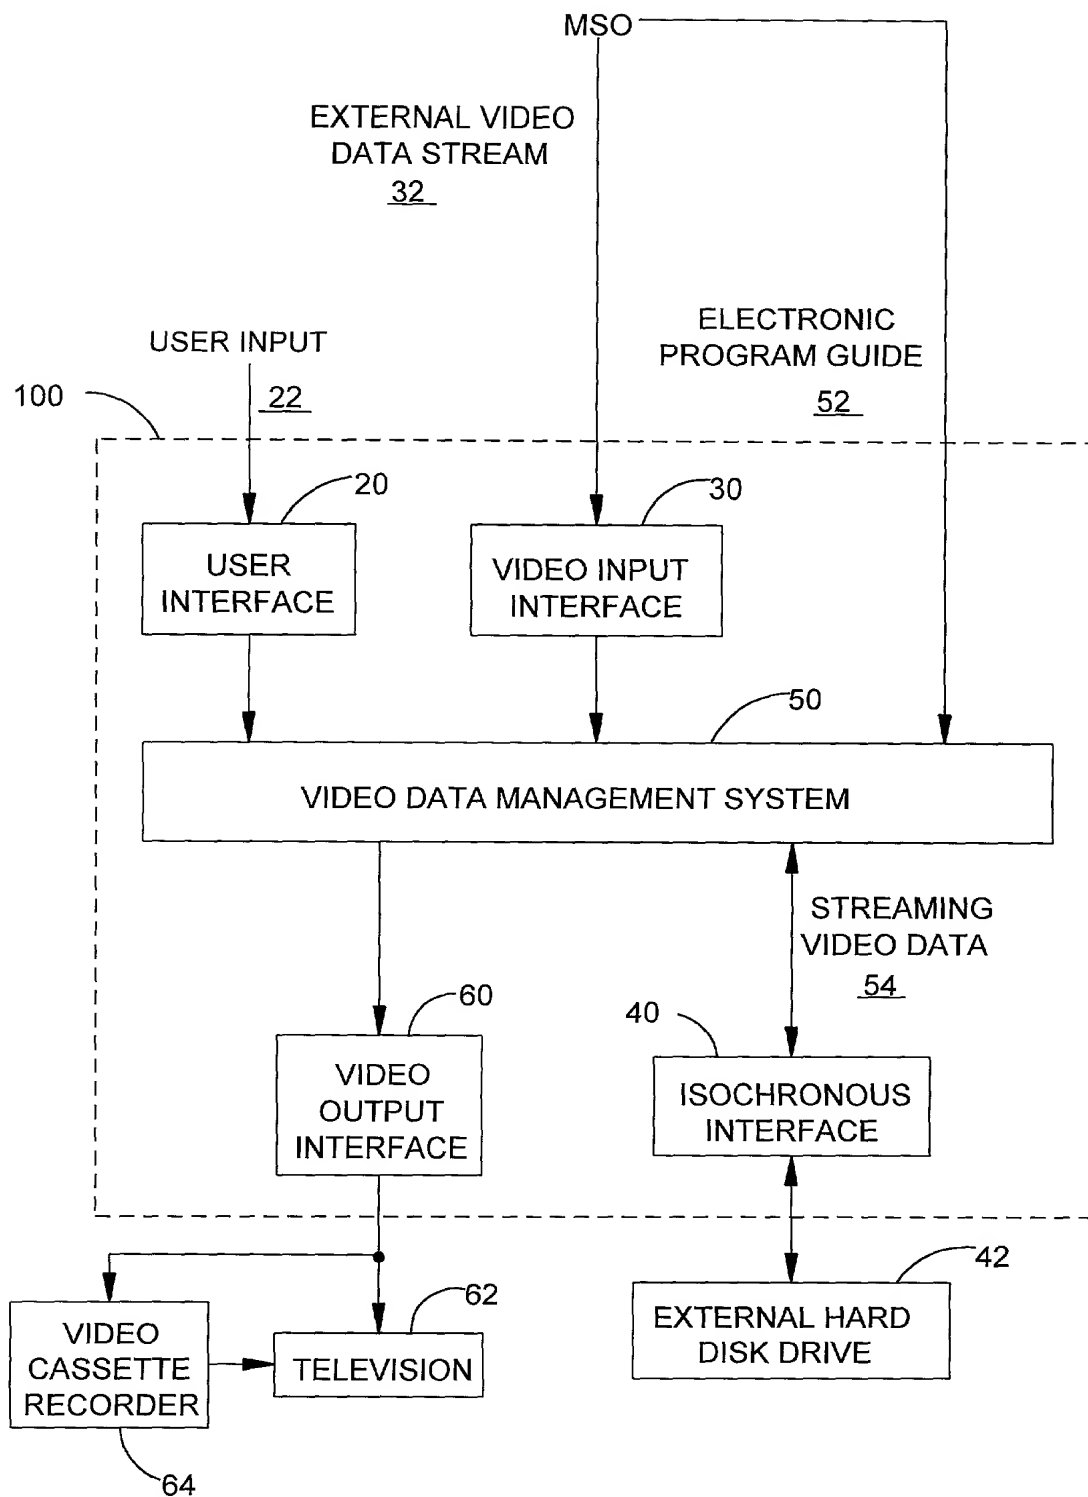 MSO
EXTERNAL VIDEO
DATA STREAM
32
ELECTRONIC
PROGRAM GUIDE
52
USER INPUT
22
100
20
30
USER
INTERFACE
VIDEO INPUT
INTERFACE
50
VIDEO DATA MANAGEMENT SYSTEM
STREAMING
VIDEO DATA
54
60
40
VIDEO
OUTPUT
INTERFACE
ISOCHRONOUS
INTERFACE
42
62
EXTERNAL HARD
DISK DRIVE
VIDEO
CASSETTE
RECORDER
TELEVISION
64